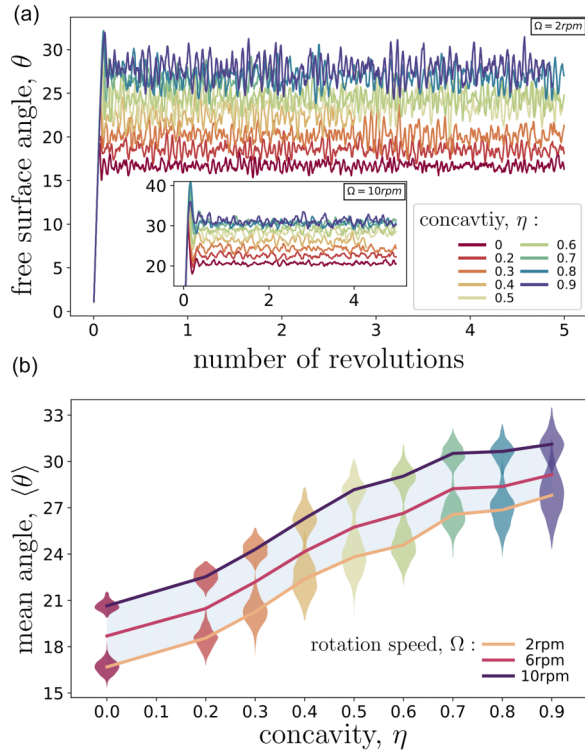 (a)
Ω = 2rpm
free surface angle, θ
30
25
20
15
10
5
0
Ω = 10rpm
40
30
20
0 2 4
concavtiy, η :
0 0.6
0.2 0.7
0.3 0.8
0.4 0.9
0.5
0 1 2 3 4 5
number of revolutions
(b)
mean angle, ⟨θ⟩
33
30
27
24
21
18
15
rotation speed, Ω :
2rpm
6rpm
10rpm
0.0 0.1 0.2 0.3 0.4 0.5 0.6 0.7 0.8 0.9
concavity, η